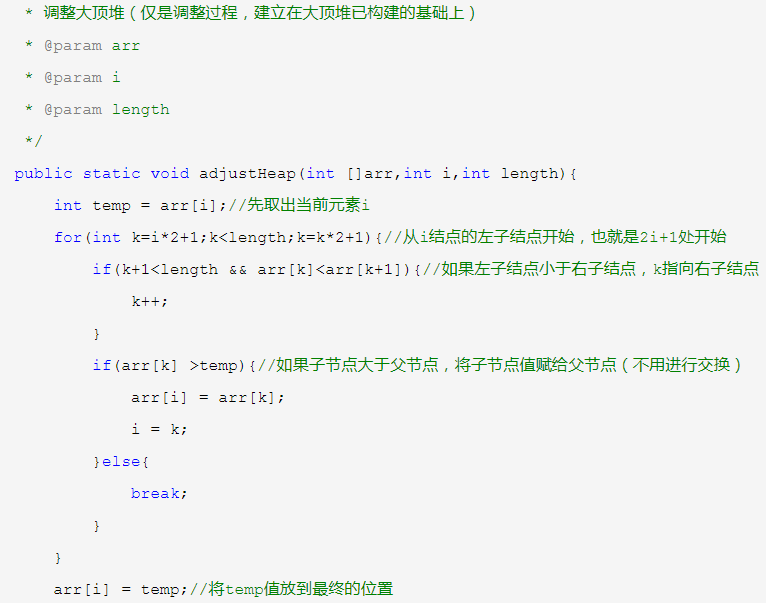 * 调整大顶堆（仅是调整过程，建立在大顶堆已构建的基础上）
* @param arr
* @param i
* @param length
*/
public static void adjustHeap(int []arr,int i,int length){
int temp = arr[i];//先取出当前元素i
for(int k=i*2+1;k<length;k=k*2+1){//从i结点的左子结点开始，也就是2i+1处开始
if(k+1<length && arr[k]<arr[k+1]){//如果左子结点小于右子结点，k指向右子结点
k++;
}
if(arr[k] >temp){//如果子节点大于父节点，将子节点值赋给父节点（不用进行交换）
arr[i] = arr[k];
i = k;
}else{
break;
}
}
arr[i] = temp;//将temp值放到最终的位置